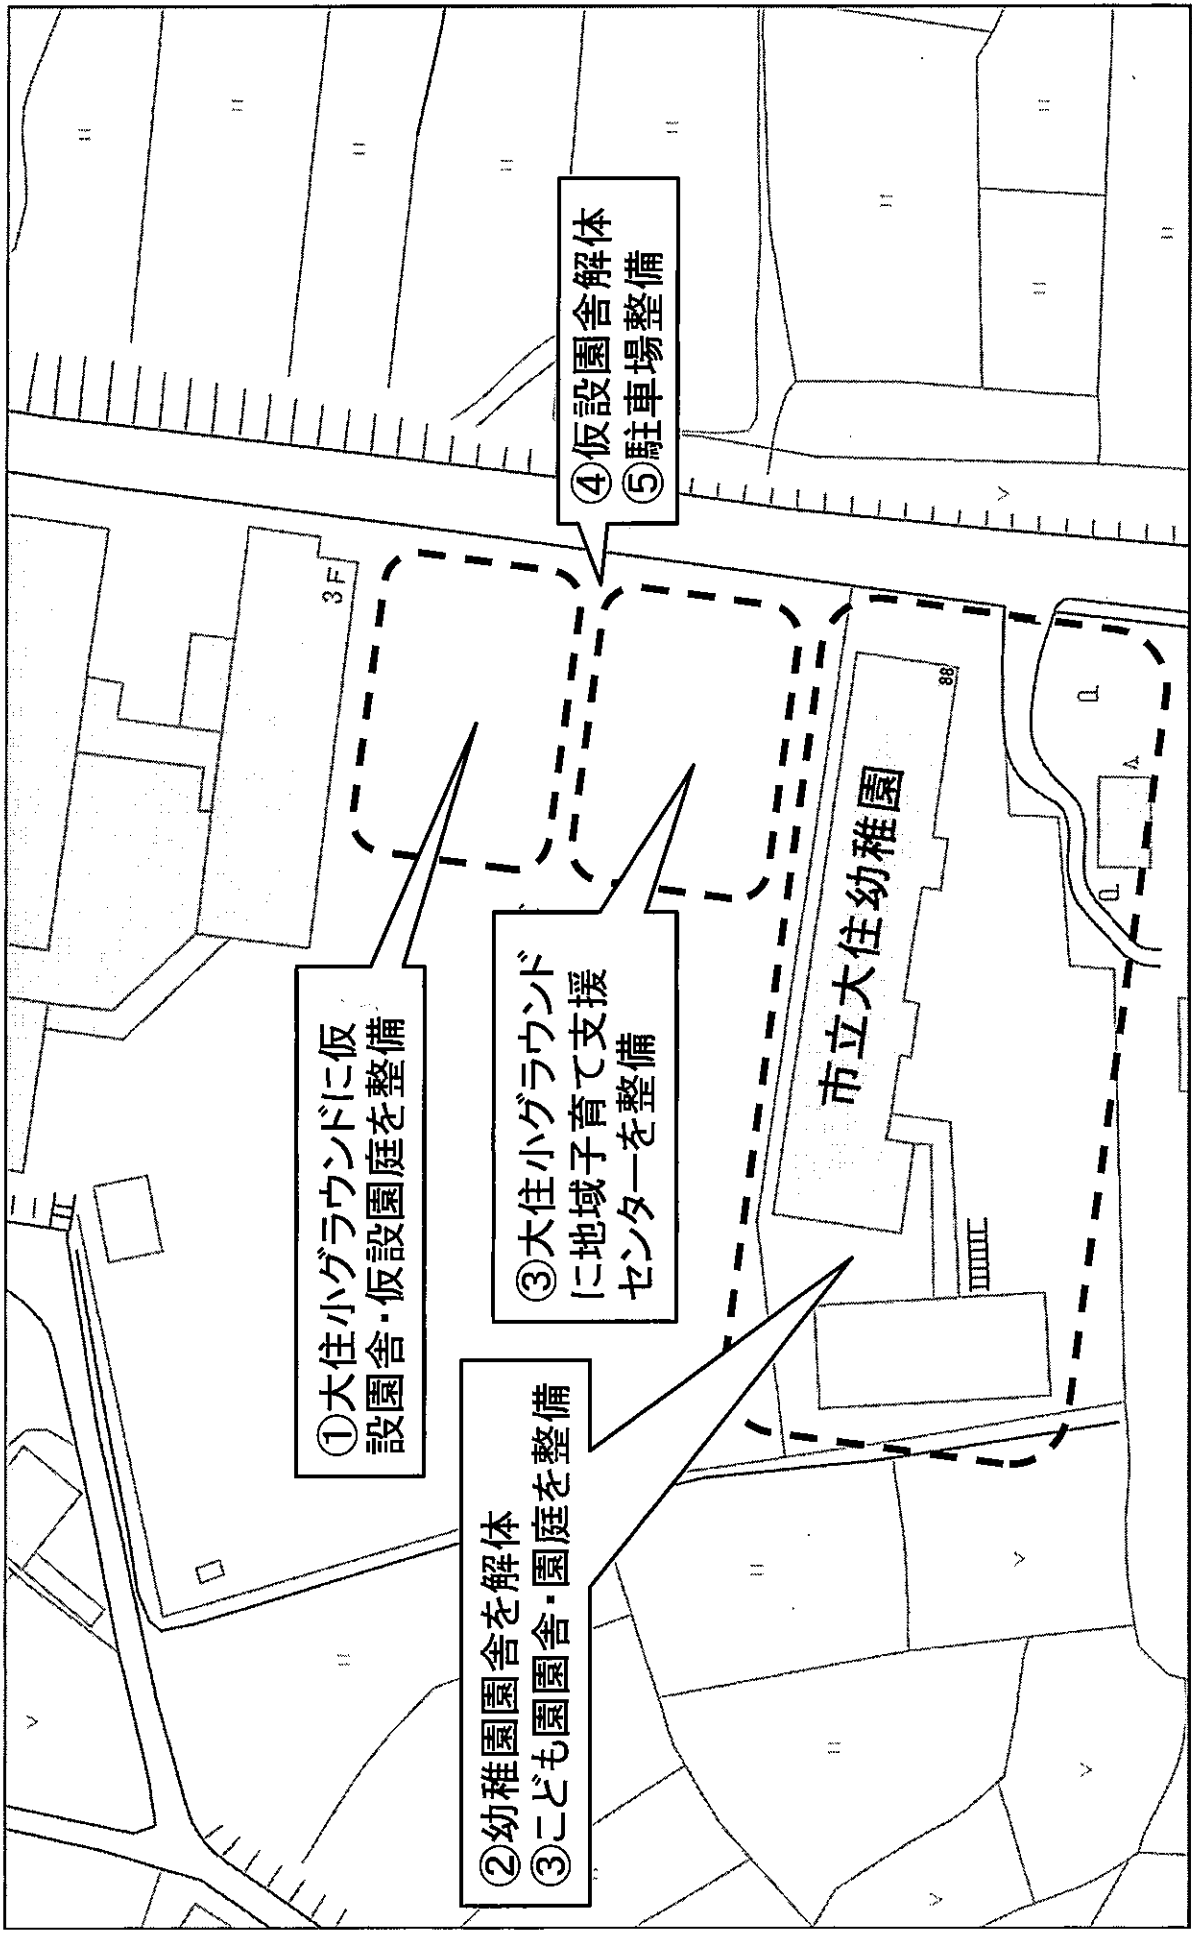 ①大住小グラウンドに仮
設園舎・仮設園庭を整備
②幼稚園園舎を解体
③こども園園舎・園庭を整備
③大住小グラウンド
に地域子育て支援
センターを整備
④仮設園舎解体
⑤駐車場整備
市立大住幼稚園
3F
88